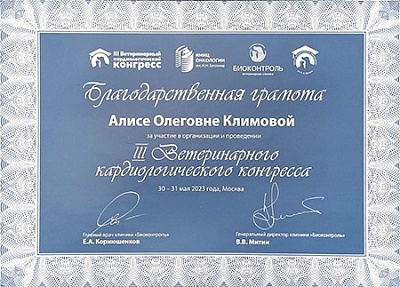 III Ветеринарный
кардиологический
КОНГРЕСС
НМИЦ
ОНКОЛОГИИ
им. Н.Н. Блохина
БИОКОНТРОЛЬ
ветеринарная клиника
Благодарственная грамота
Алисе Олеговне Климовой
за участие в организации и проведении
III Ветеринарного
кардиологического конгресса
30 – 31 мая 2023 года, Москва
Главный врач клиники «Биоконтроль»
Е.А. Корнюшенков
Генеральный директор клиники «Биоконтроль»
В.В. Митин